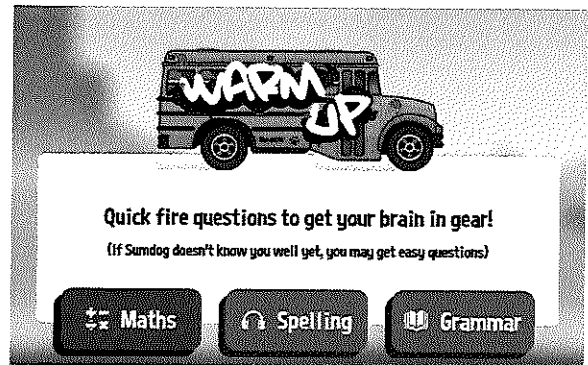 WARM
UP
Quick fire questions to get your brain in gear!
(If Sumdog doesn't know you well yet, you may get easy questions)
Maths
Spelling
Grammar